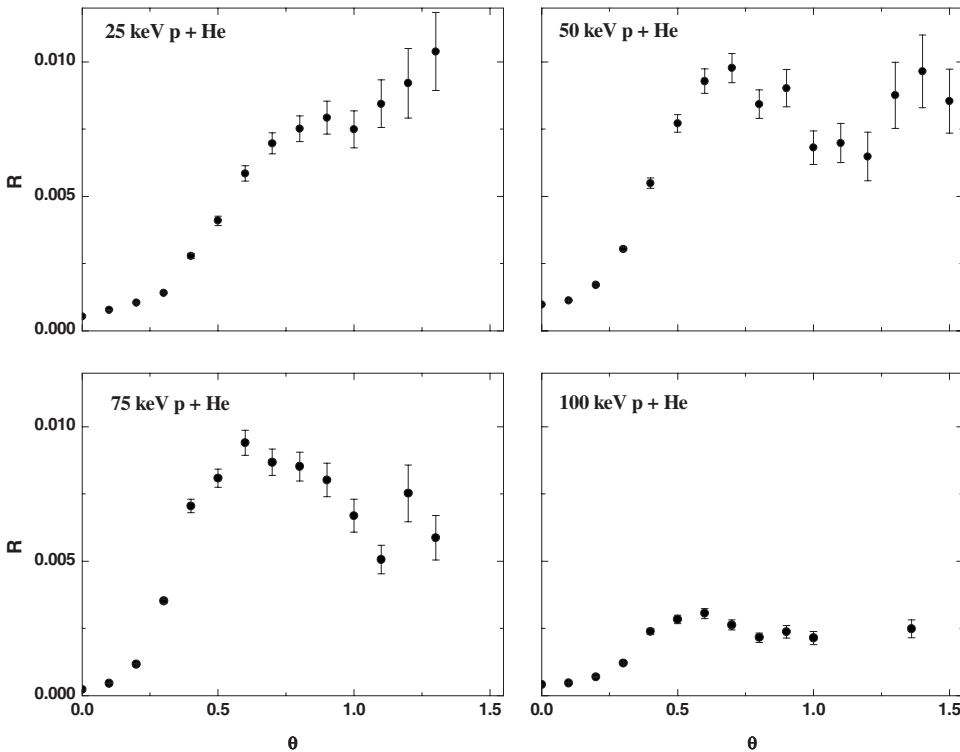 25 keV p + He
50 keV p + He
0.010
R
0.005
0.000
75 keV p + He
100 keV p + He
0.010
R
0.005
0.000
0.0 0.5 1.0 1.5 0.0 0.5 1.0 1.5
θ θ